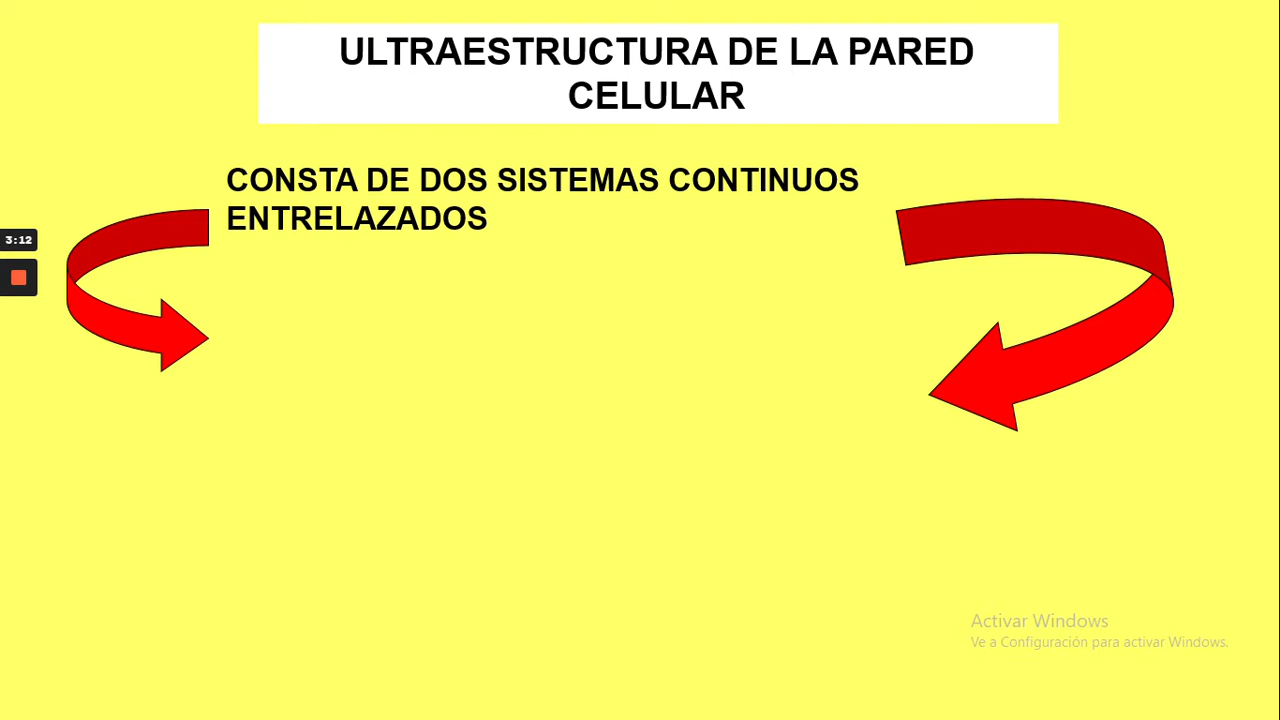 ULTRAESTRUCTURA DE LA PARED
CELULAR
CONSTA DE DOS SISTEMAS CONTINUOS
ENTRELAZADOS
3:12
Activar Windows
Ve a Configuración para activar Windows.